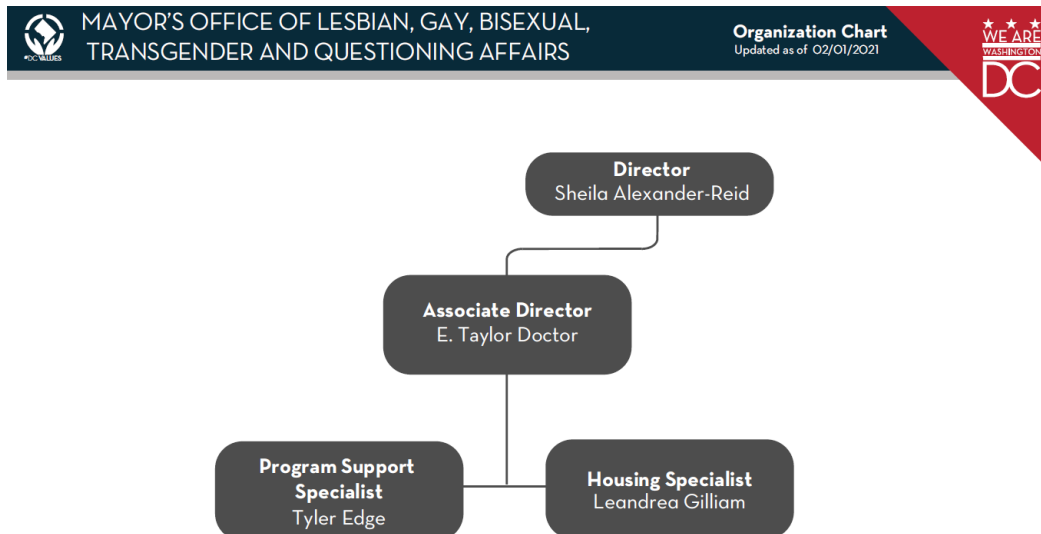 MAYOR'S OFFICE OF LESBIAN, GAY, BISEXUAL,
TRANSGENDER AND QUESTIONING AFFAIRS
#DCVALUES
Organization Chart
Updated as of 02/01/2021
WE ARE
WASHINGTON
DC
Director
Sheila Alexander-Reid
Associate Director
E. Taylor Doctor
Program Support
Specialist
Tyler Edge
Housing Specialist
Leandrea Gilliam